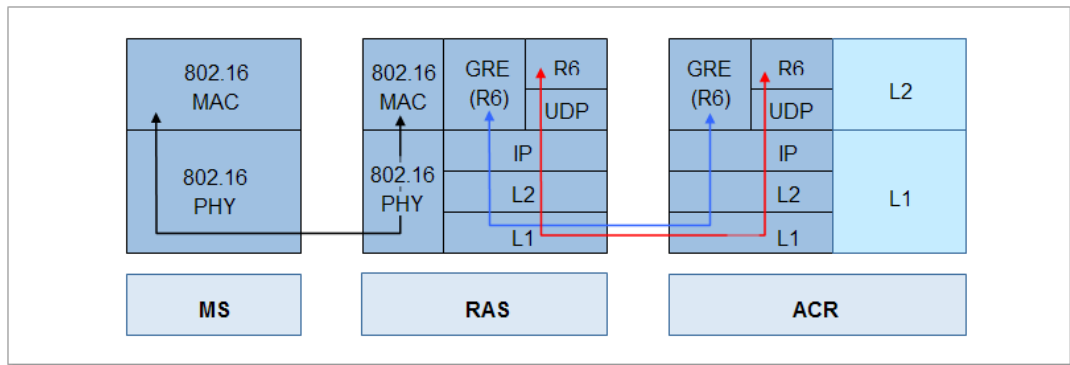 802.16
MAC
802.16
PHY
802.16
MAC
GRE
(R6)
R6
UDP
802.16
PHY
IP
L2
L1
GRE
(R6)
R6
UDP
IP
L2
L1
L2
L1
MS
RAS
ACR